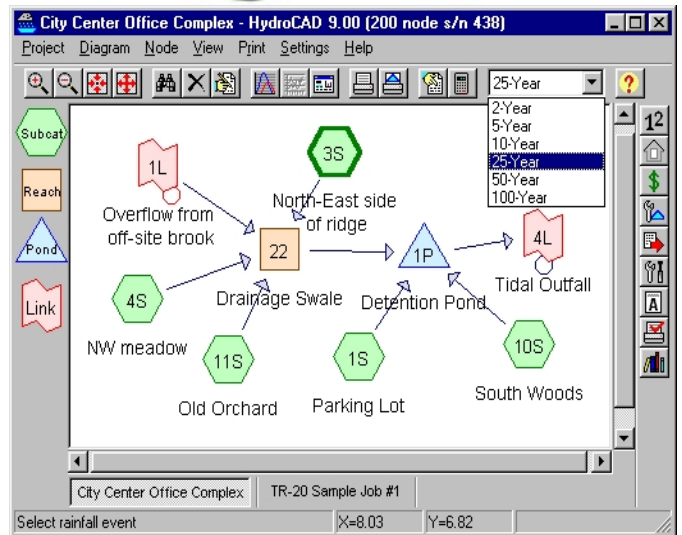 City Center Office Complex - HydroCAD 9.00 (200 node s/n 438)
Project Diagram Node View Print Settings Help
25-Year
2-Year
5-Year
10-Year
25-Year
50-Year
100-Year
Subcat
Reach
Pond
Link
1L
Overflow from
off-site brook
3S
North-East side
of ridge
22
Drainage Swale
1P
Detention Pond
4L
Tidal Outfall
4S
NW meadow
11S
Old Orchard
1S
Parking Lot
10S
South Woods
12
$
A
?
City Center Office Complex TR-20 Sample Job #1
Select rainfall event X=8.03 Y=6.82